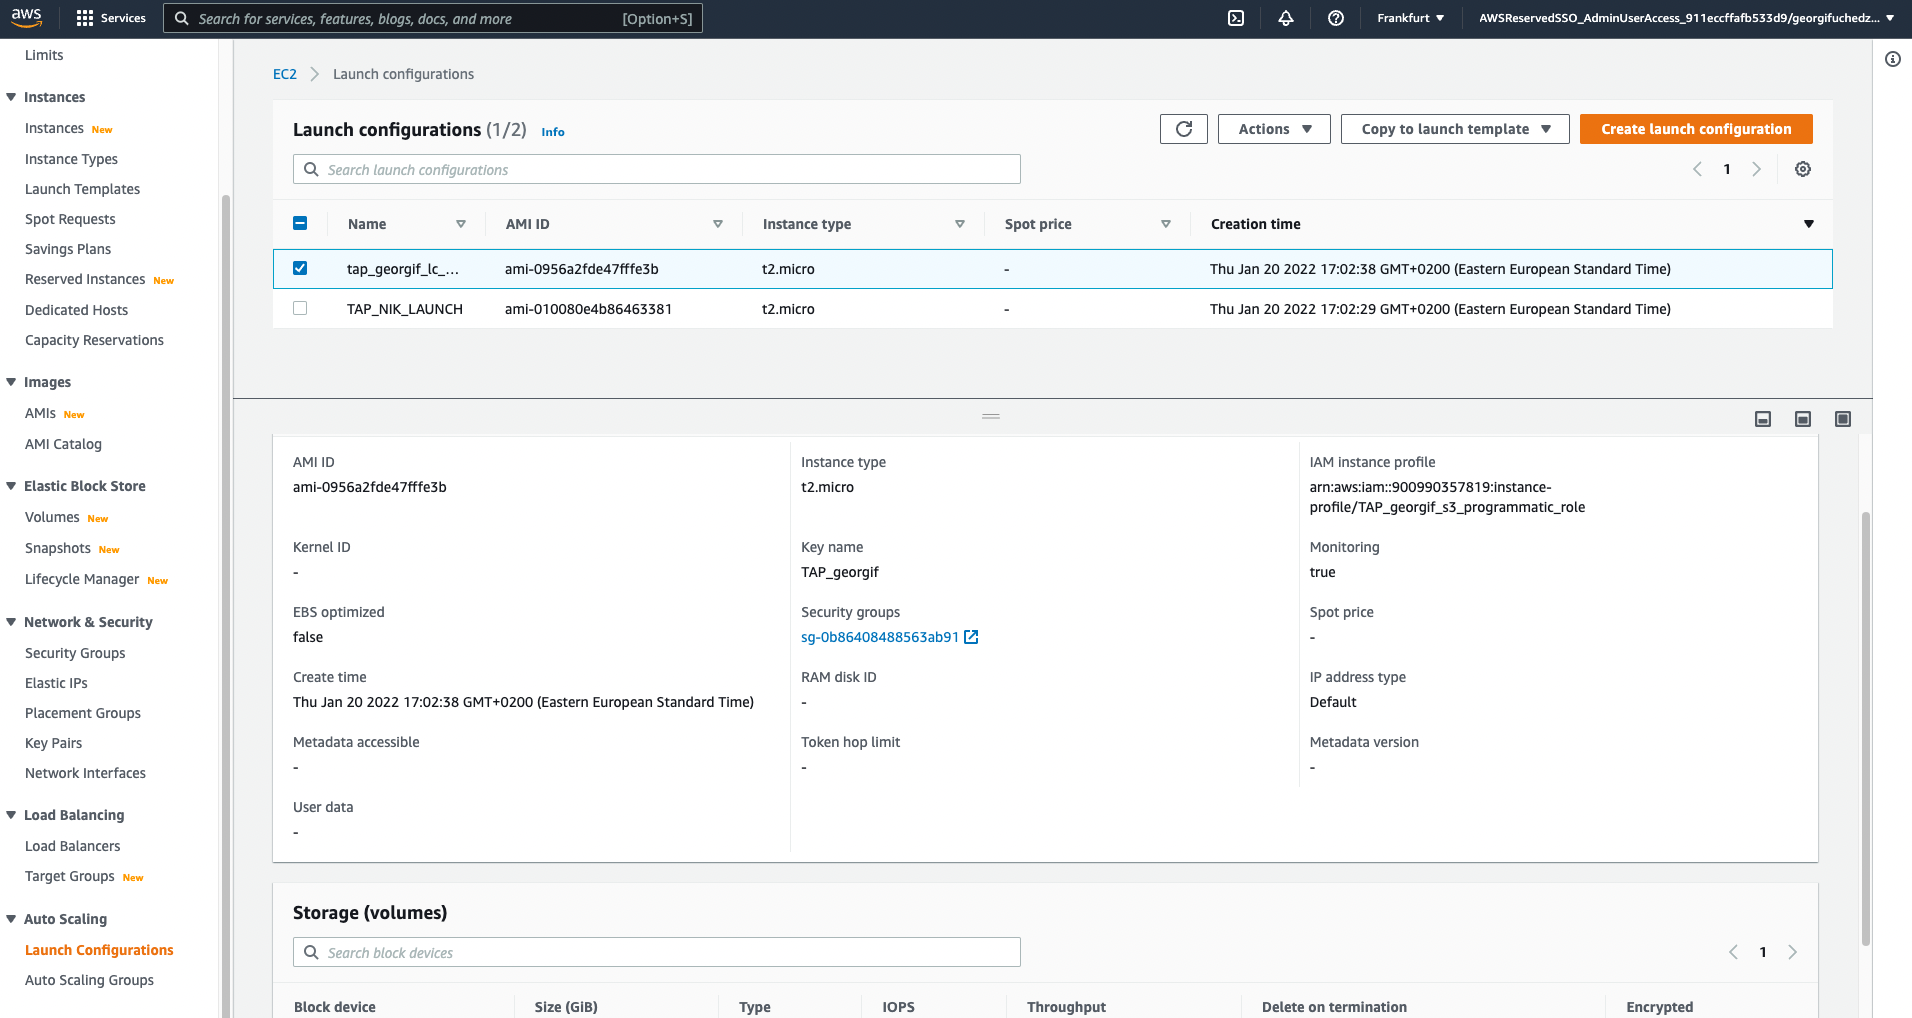 aws
Services
Search for services, features, blogs, docs, and more
[Option+S]
Frankfurt
AWSReservedSSO_AdminUserAccess_911eccffafb533d9/georgifuchedz...
Limits
Instances
Instances New
Instance Types
Launch Templates
Spot Requests
Savings Plans
Reserved Instances New
Dedicated Hosts
Capacity Reservations
Images
AMIs New
AMI Catalog
Elastic Block Store
Volumes New
Snapshots New
Lifecycle Manager New
Network & Security
Security Groups
Elastic IPs
Placement Groups
Key Pairs
Network Interfaces
Load Balancing
Load Balancers
Target Groups New
Auto Scaling
Launch Configurations
Auto Scaling Groups
EC2 > Launch configurations
Launch configurations (1/2) Info
Actions
Copy to launch template
Create launch configuration
Search launch configurations
1
Name AMI ID Instance type Spot price Creation time
tap_georgif_lc_... ami-0956a2fde47fffe3b t2.micro - Thu Jan 20 2022 17:02:38 GMT+0200 (Eastern European Standard Time)
TAP_NIK_LAUNCH ami-010080e4b86463381 t2.micro - Thu Jan 20 2022 17:02:29 GMT+0200 (Eastern European Standard Time)
AMI ID
ami-0956a2fde47fffe3b
Instance type
t2.micro
IAM instance profile
arn:aws:iam::900990357819:instance-
profile/TAP_georgif_s3_programmatic_role
Kernel ID
-
Key name
TAP_georgif
Monitoring
true
EBS optimized
false
Security groups
sg-0b86408488563ab91
Spot price
-
Create time
Thu Jan 20 2022 17:02:38 GMT+0200 (Eastern European Standard Time)
RAM disk ID
-
IP address type
Default
Metadata accessible
-
Token hop limit
-
Metadata version
-
User data
-
Storage (volumes)
Search block devices
1
Block device Size (GiB) Type IOPS Throughput Delete on termination Encrypted